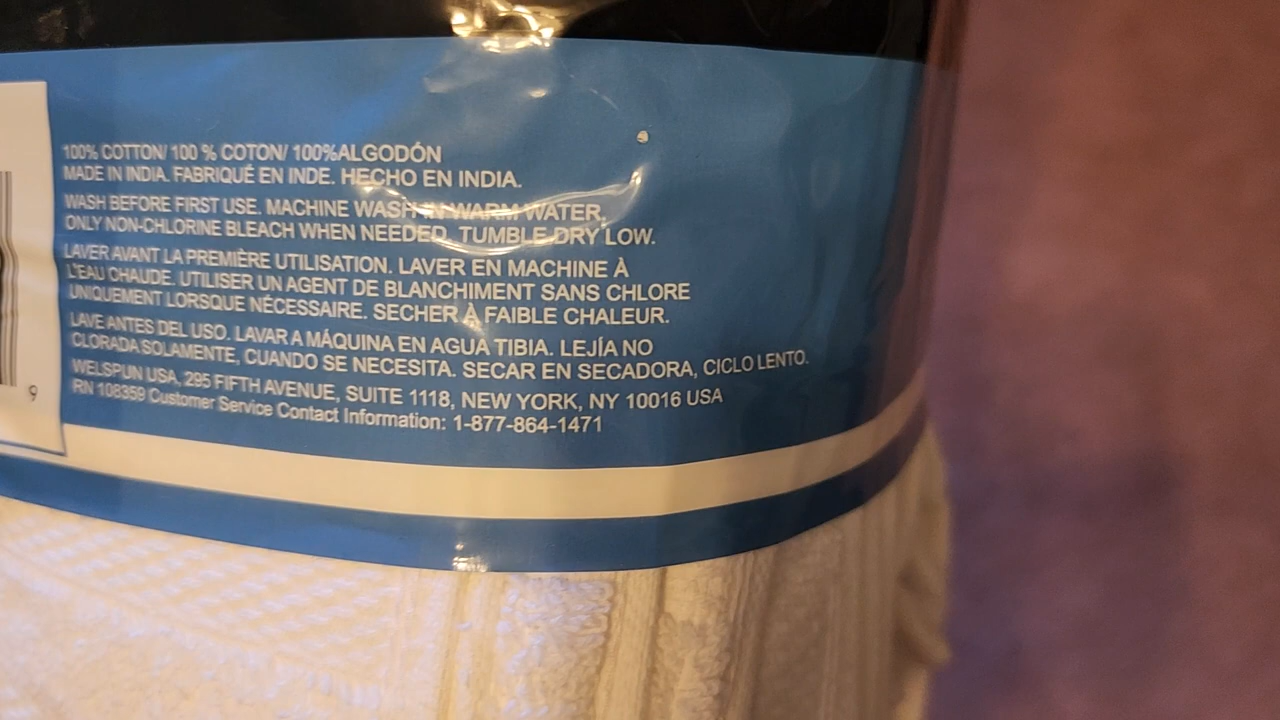 100% COTTON/ 100 % COTON/ 100%ALGODÓN
MADE IN INDIA. FABRIQUÉ EN INDE. HECHO EN INDIA.
WASH BEFORE FIRST USE. MACHINE WASH IN WARM WATER,
ONLY NON-CHLORINE BLEACH WHEN NEEDED. TUMBLE DRY LOW.
LAVER AVANT LA PREMIÈRE UTILISATION. LAVER EN MACHINE À
L'EAU CHAUDE. UTILISER UN AGENT DE BLANCHIMENT SANS CHLORE
UNIQUEMENT LORSQUE NÉCESSAIRE. SECHER À FAIBLE CHALEUR.
LAVE ANTES DEL USO. LAVAR A MÁQUINA EN AGUA TIBIA. LEJÍA NO
CLORADA SOLAMENTE, CUANDO SE NECESITA. SECAR EN SECADORA, CICLO LENTO.
WELSPUN USA, 295 FIFTH AVENUE, SUITE 1118, NEW YORK, NY 10016 USA
RN 108359 Customer Service Contact Information: 1-877-864-1471
9